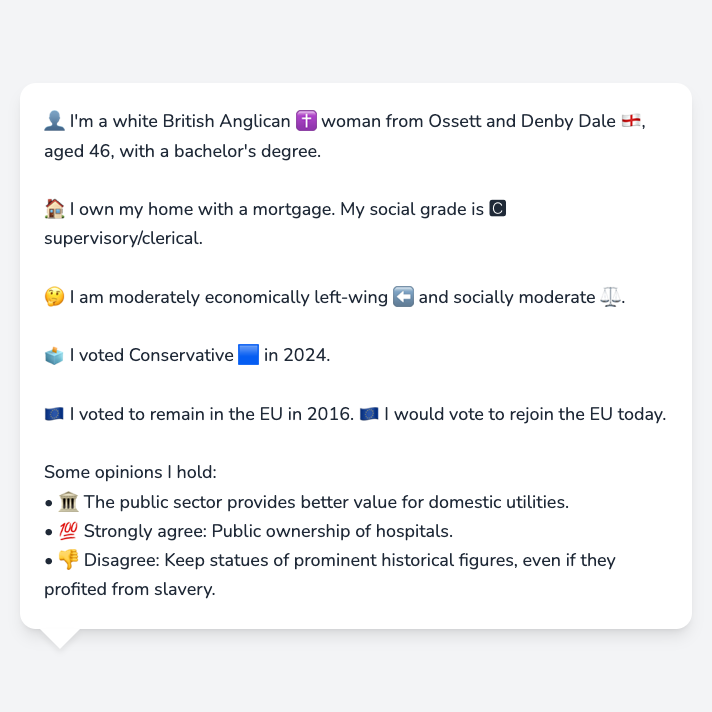 👤 I'm a white British Anglican ✝️ woman from Ossett and Denby Dale 🏴󠁧󠁢󠁥󠁮󠁧󠁿,
aged 46, with a bachelor's degree.
🏠 I own my home with a mortgage. My social grade is 🅲
supervisory/clerical.
🤔 I am moderately economically left-wing ⬅️ and socially moderate ⚖️.
🗳️ I voted Conservative 🟦 in 2024.
🇪🇺 I voted to remain in the EU in 2016. 🇪🇺 I would vote to rejoin the EU today.
Some opinions I hold:
• 🏛️ The public sector provides better value for domestic utilities.
• 💯 Strongly agree: Public ownership of hospitals.
• 👎 Disagree: Keep statues of prominent historical figures, even if they
profited from slavery.